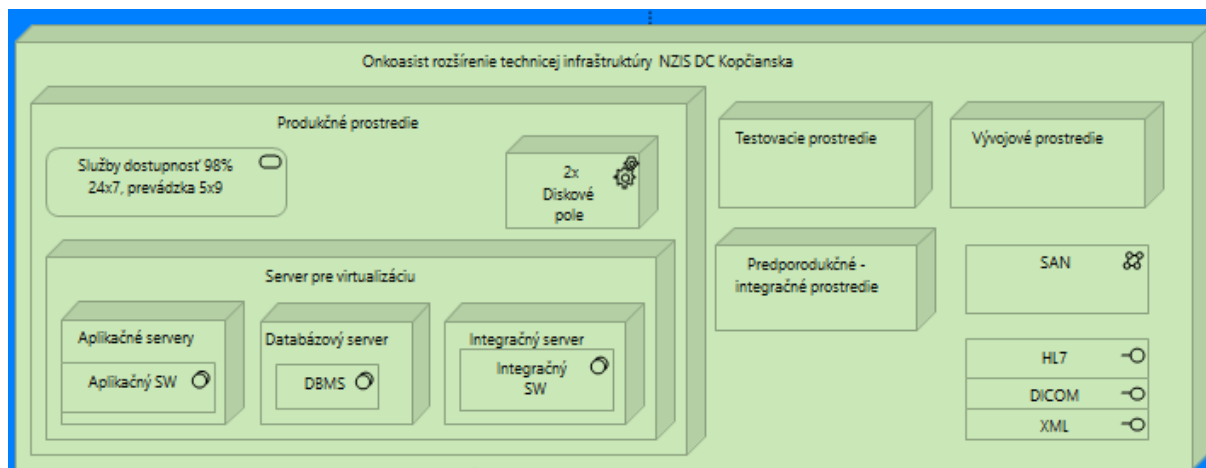 Onkoasist rozšírenie technicej infraštruktúry NZIS DC Kopčianska
Produkčné prostredie
Služby dostupnosť 98%
24x7, prevádzka 5x9
2x
Diskové
pole
Server pre virtualizáciu
Aplikačné servery
Aplikačný SW
Databázový server
DBMS
Integračný server
Integračný
SW
Testovacie prostredie
Vývojové prostredie
Predporodukčné -
integračné prostredie
SAN
HL7
DICOM
XML